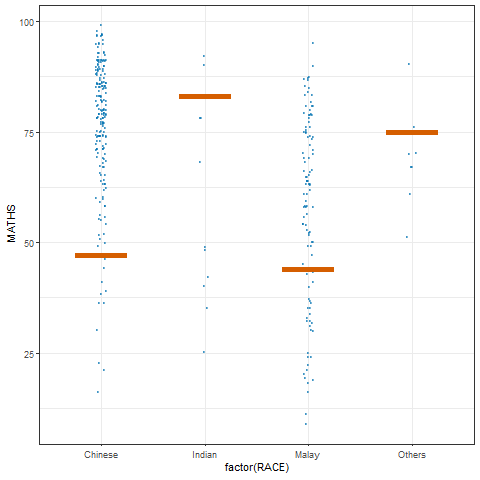 100
75
50
25
MATHS
Chinese
Indian
Malay
Others
factor(RACE)